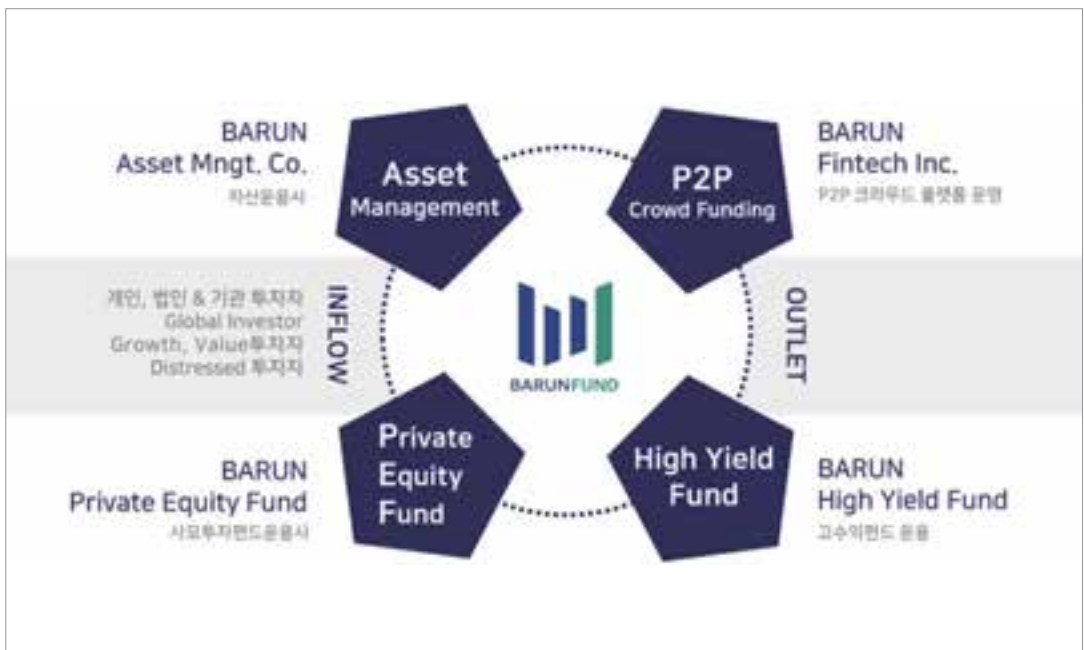 BARUN
Asset Mngt. Co.
자산운용사
Asset
Management
P2P
Crowd Funding
BARUN
Fintech Inc.
P2P 크라우드 플랫폼 운영
개인, 법인 & 기관 투자자
Global Investor
Growth, Value투자자
Distressed 투자자
INFLOW
BARUNFUND
OUTLET
BARUN
Private Equity Fund
사모투자펀드운용사
Private
Equity
Fund
High Yield
Fund
BARUN
High Yield Fund
고수익펀드 운용